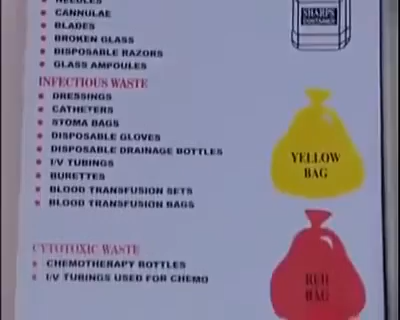 NEEDLES
CANNULAE
BLADES
BROKEN GLASS
DISPOSABLE RAZORS
GLASS AMPOULES
SHARPS
CONTAINER
INFECTIOUS WASTE
DRESSINGS
CATHETERS
STOMA BAGS
DISPOSABLE GLOVES
DISPOSABLE DRAINAGE BOTTLES
I/V TUBINGS
BURETTES
BLOOD TRANSFUSION SETS
BLOOD TRANSFUSION BAGS
YELLOW
BAG
CYTOTOXIC WASTE
CHEMOTHERAPY BOTTLES
I/V TUBINGS USED FOR CHEMO
RED
BAG